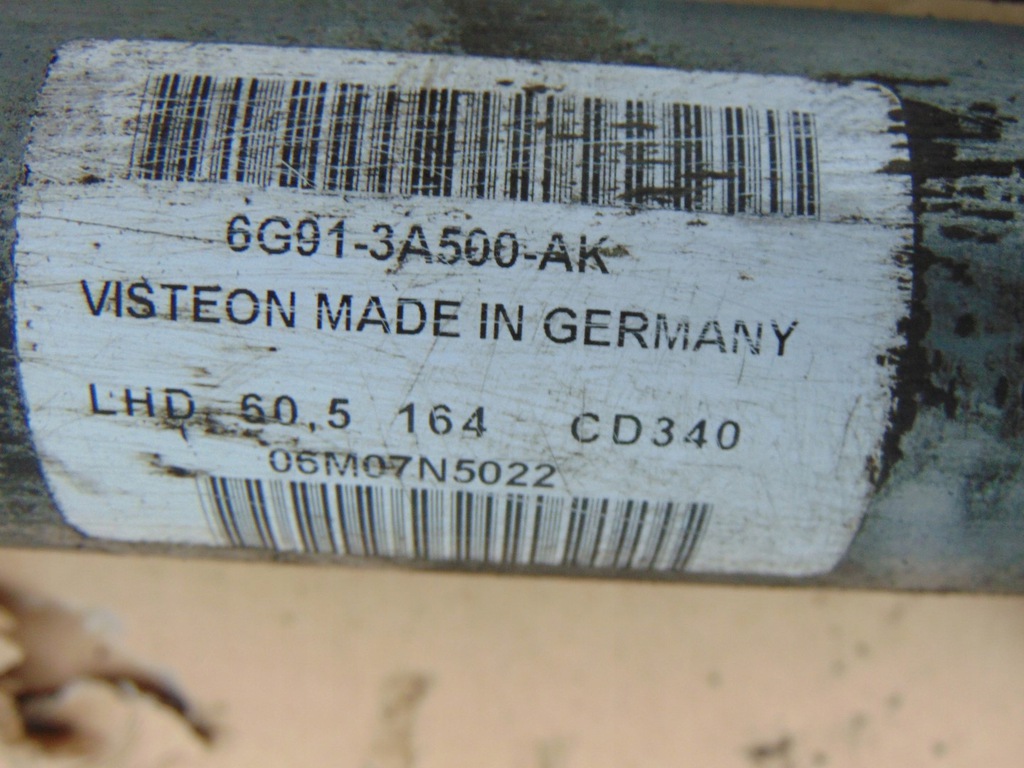 6G91-3A500-AK
VISTEON MADE IN GERMANY
LHD 60,5 164 CD340
06M07N5022